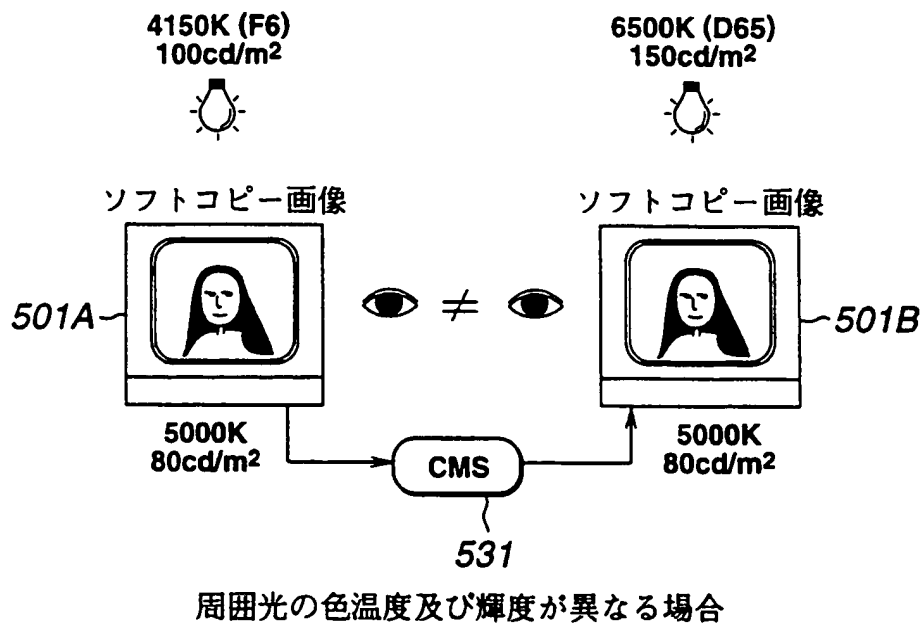 4150K (F6)
100cd/m2
6500K (D65)
150cd/m2
ソフトコピー画像
ソフトコピー画像
501A
≠
501B
5000K
80cd/m2
CMS
5000K
80cd/m2
531
周囲光の色温度及び輝度が異なる場合